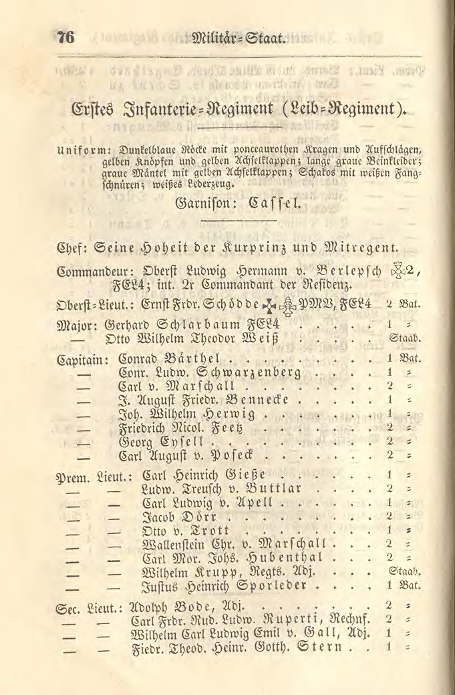 76 Militär=Staat.
Erstes Infanterie=Regiment (Leib=Regiment).
Uniform: Dunkelblaue Röcke mit ponceaurothen Kragen und Aufschlägen,
gelben Knöpfen und gelben Achselklappen; lange graue Beinkleider;
graue Mäntel mit gelben Achselklappen; Schakos mit weißen Fang=
schnüren; weißes Lederzeug.
Garnison: Cassel.
Chef: Seine Hoheit der Kurprinz und Mitregent.
Commandeur: Oberst Ludwig Hermann v. Berlepsch 2,
int. 2r Commandant der Residenz.
Oberst=Lieut.: Ernst Frdr. Schödde PMV, 2 Bat.
Major: Gerhard Schlarbaum . . . . . 1 =
— Otto Wilhelm Theodor Weiß . . . . . Staab.
Capitain: Conrad Bärthel . . . . . . . . . 1 Bat.
— Conr. Ludw. Schwarzenberg . . . . 1 =
— Carl v. Marschall . . . . . . . . 2 =
— J. August Friedr. Bennecke . . . . 1 =
— Joh. Wilhelm Herwig . . . . . . . 1 =
— Friedrich Nicol. Feetz . . . . . . 2 =
— Georg Eysell . . . . . . . . . . 2 =
— Carl August v. Poseck . . . . . . 2 =
Prem. Lieut.: Carl Heinrich Gieße . . . . . . 1 =
— — Ludw. Treusch v. Buttlar . . . . 2 =
— — Carl Ludwig v. Apell . . . . . 1 =
— — Jacob Dörr . . . . . . . . . 2 =
— — Otto v. Trott . . . . . . . . 1 =
— — Wallenstein Chr. v. Marschall . . 2 =
— — Carl Mor. Johs. Hubenthal . . . 2 =
— — Wilhelm Krupp, Regts. Adj. . . . Staab.
— — Justus Heinrich Sporleder . . . 1 Bat.
Sec. Lieut.: Adolph Bode, Adj. . . . . . . . 2 =
— — Carl Frdr. Rud. Ludw. Ruperti, Rechnf. 2 =
— — Wilhelm Carl Ludwig Emil v. Gall, Adj. 1 =
— — Fiedr. Theod. Heinr. Gotth. Stern . . 1 =